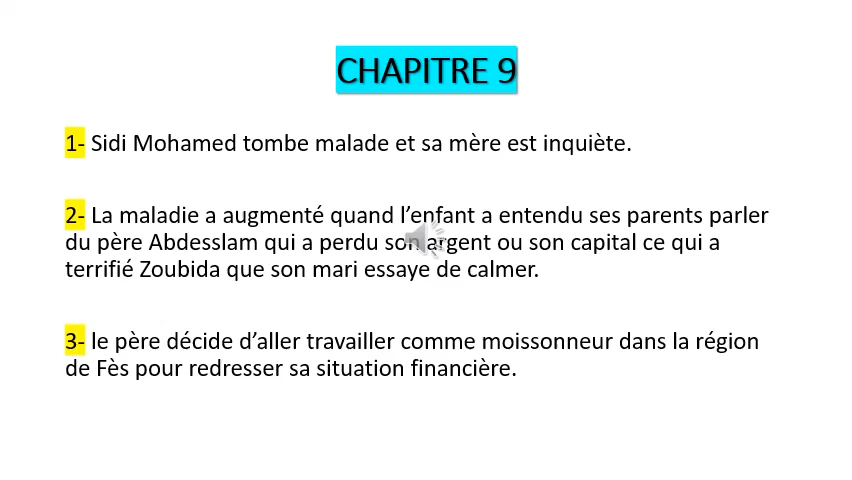 CHAPITRE 9
1- Sidi Mohamed tombe malade et sa mère est inquiète.
2- La maladie a augmenté quand l’enfant a entendu ses parents parler
du père Abdesslam qui a perdu son argent ou son capital ce qui a
terrifié Zoubida que son mari essaye de calmer.
3- le père décide d’aller travailler comme moissonneur dans la région
de Fès pour redresser sa situation financière.